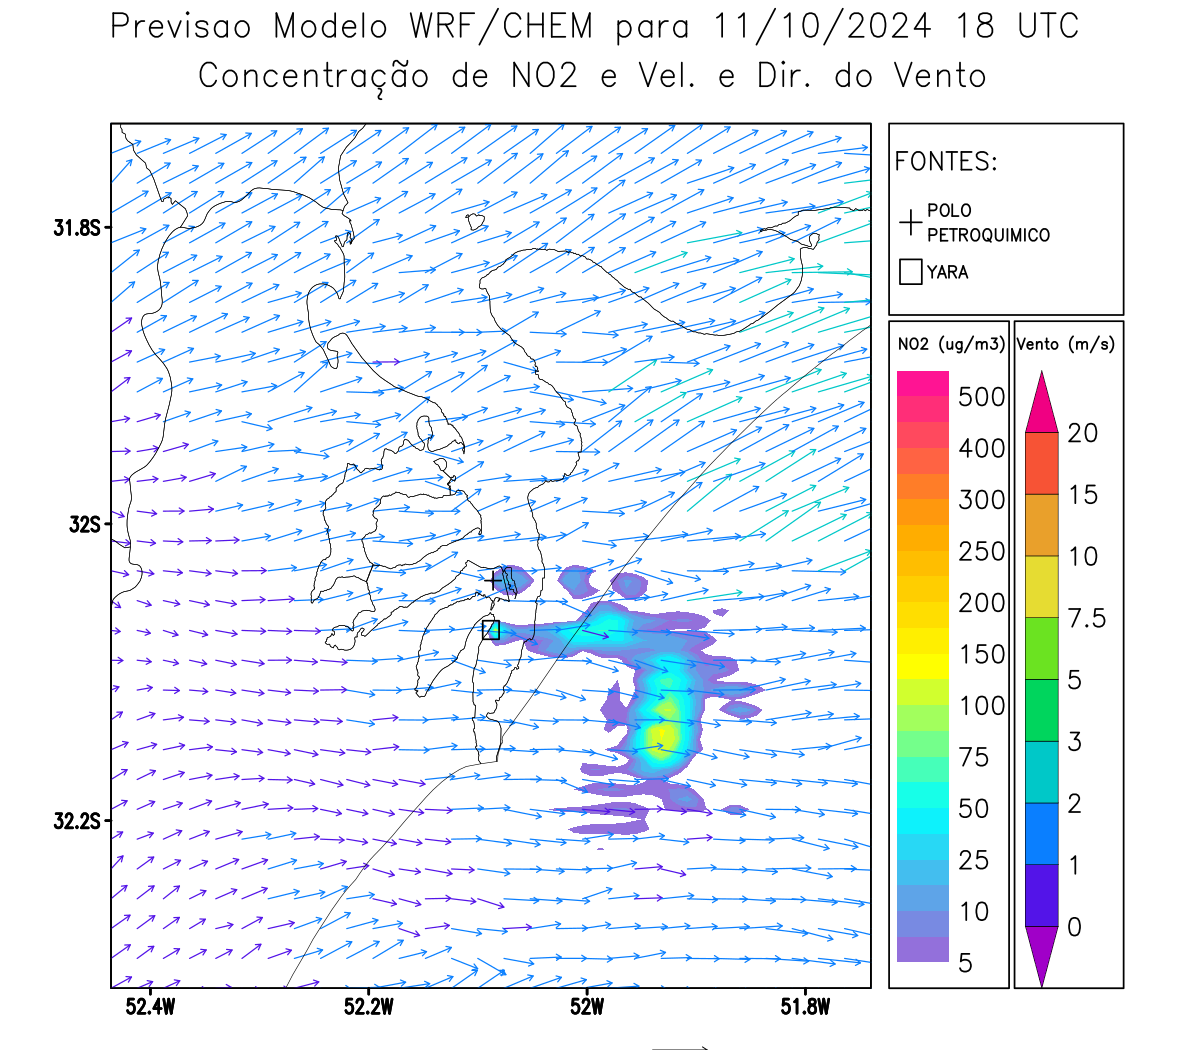 Previsao Modelo WRF/CHEM para 11/10/2024 18 UTC
Concentração de NO2 e Vel. e Dir. do Vento
FONTES:
POLO
PETROQUIMICO
YARA
31.8S
32S
32.2S
52.4W
52.2W
52W
51.8W
NO2 (ug/m3)
500
400
300
250
200
150
100
75
50
25
10
5
Vento (m/s)
20
15
10
7.5
5
3
2
1
0